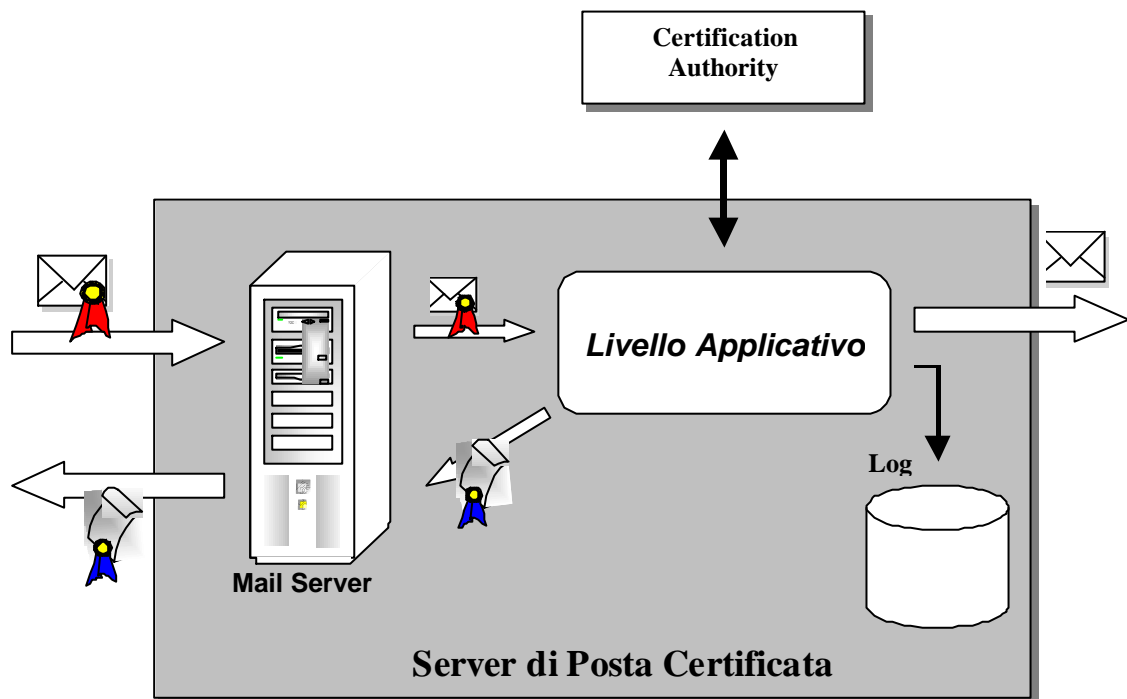 Certification
Authority
Livello Applicativo
Log
Mail Server
Server di Posta Certificata